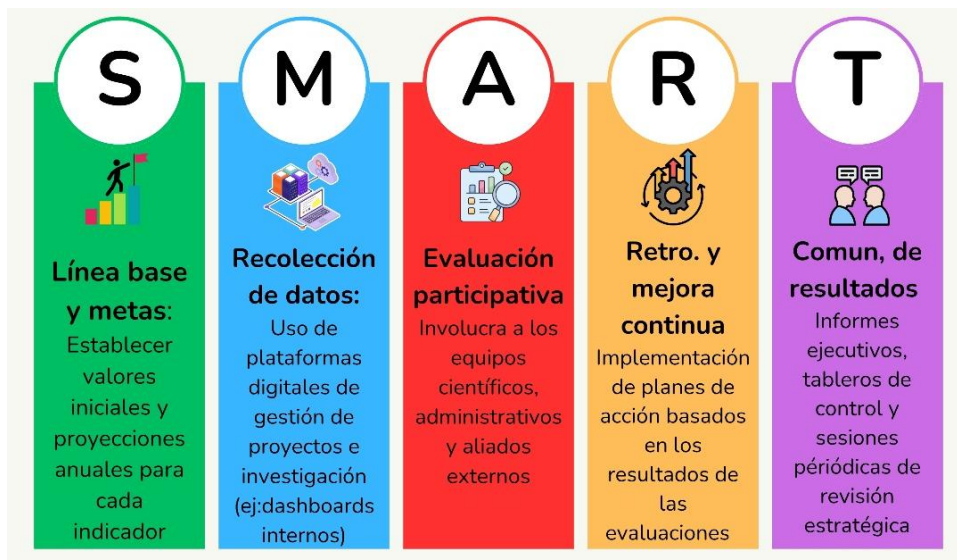 S
Línea base
y metas:
Establecer
valores
iniciales y
proyecciones
anuales para
cada
indicador
M
Recolección
de datos:
Uso de
plataformas
digitales de
gestión de
proyectos e
investigación
(ej:dashboards
internos)
A
Evaluación
participativa
Involucra a los
equipos
científicos,
administrativos
y aliados
externos
R
Retro. y
mejora
continua
Implementación
de planes de
acción basados
en los
resultados de
las
evaluaciones
T
Comun, de
resultados
Informes
ejecutivos,
tableros de
control y
sesiones
périódicas de
revisión
estratégica